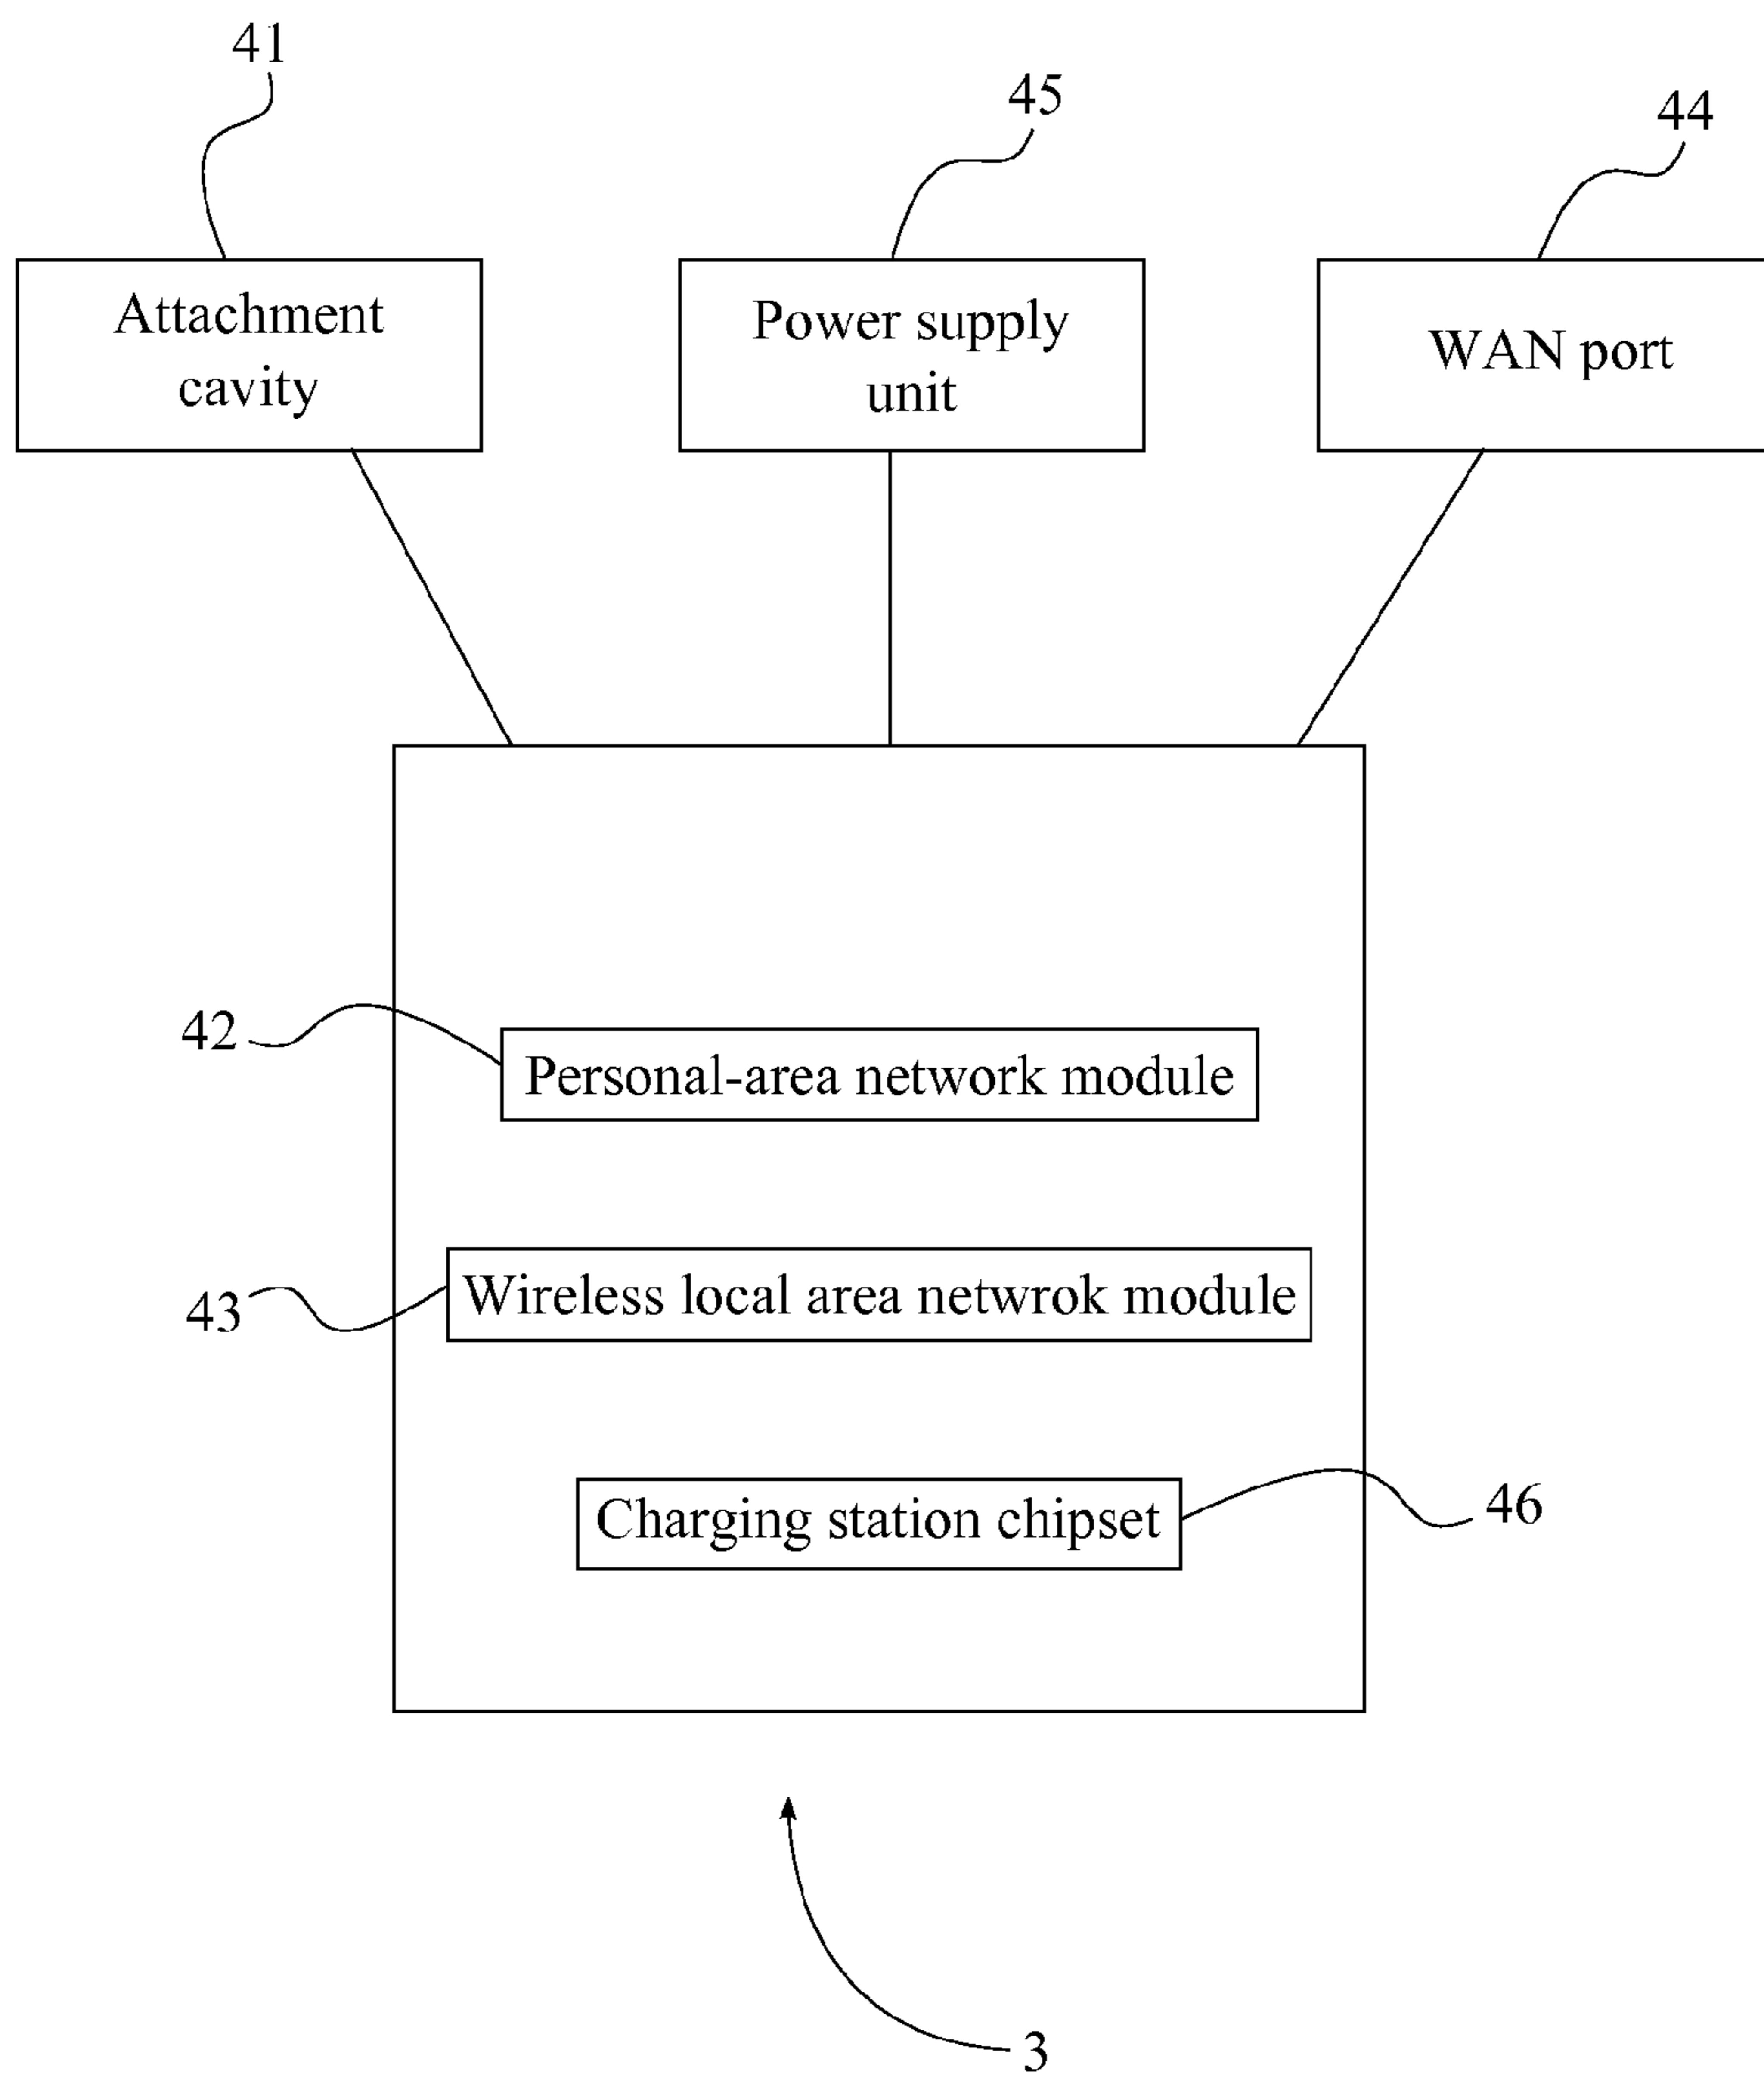 41
45
44
Attachment
cavity
Power supply
unit
WAN port
42
Personal-area network module
43
Wireless local area netwrok module
Charging station chipset
46
3